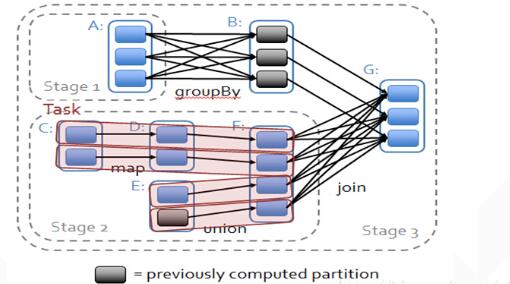 A:
B:
G:
Stage 1
groupBy
Task
C:
D:
F:
map
E:
join
Stage 2
union
Stage 3
= previously computed partition